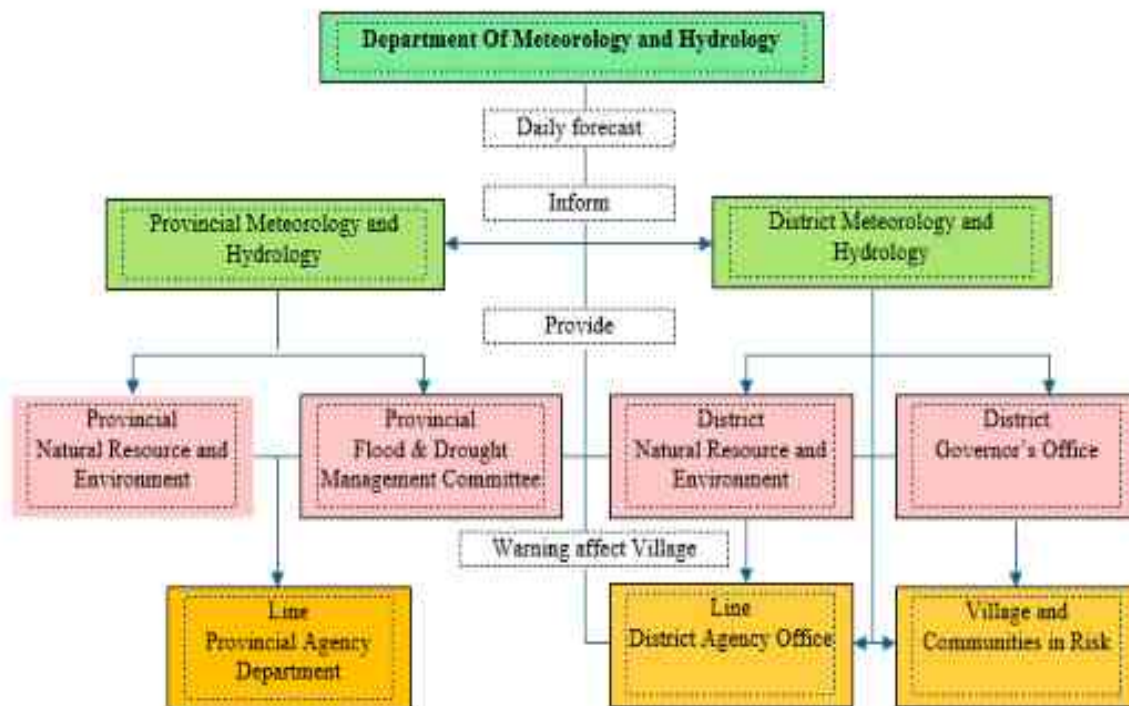 Department Of Meteorology and Hydrology
Daily forecast
Inform
Provincial Meteorology and
Hydrology
District Meteorology and
Hydrology
Provide
Provincial
Natural Resource and
Environment
Provincial
Flood & Drought
Management Committee
District
Natural Resource and
Environment
District
Governor's Office
Warning affect Village
Line
Provincial Agency
Department
Line
District Agency Office
Village and
Communities in Risk